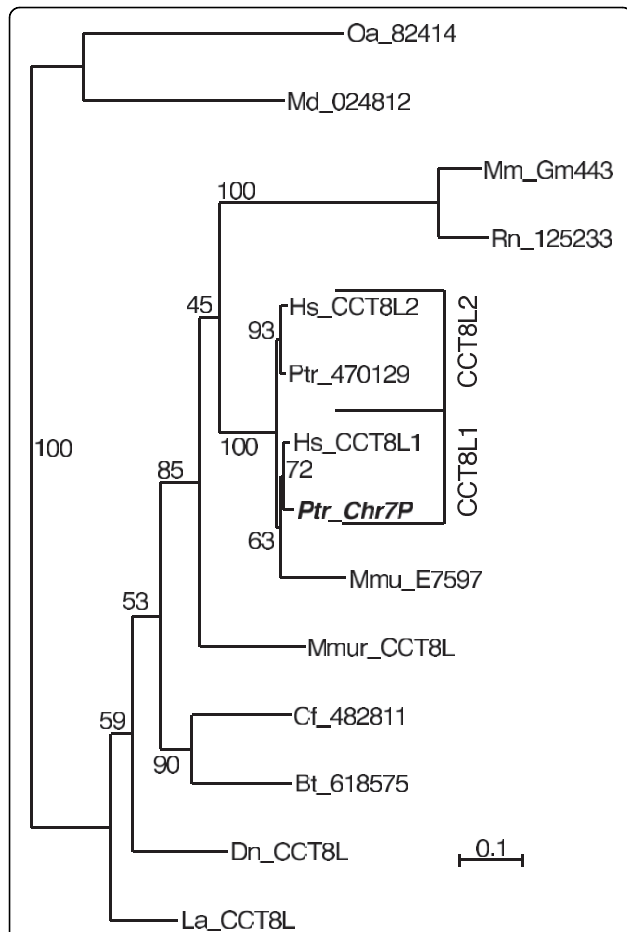 Oa_82414
Md_024812
100
Mm_Gm443
Rn_125233
45
Hs_CCT8L2
93
Ptr_470129
CCT8L2
100
Hs_CCT8L1
72
Ptr_Chr7P
CCT8L1
63
Mmu_E7597
100
85
Mmur_CCT8L
53
Cf_482811
90
Bt_618575
59
Dn_CCT8L
0.1
La_CCT8L